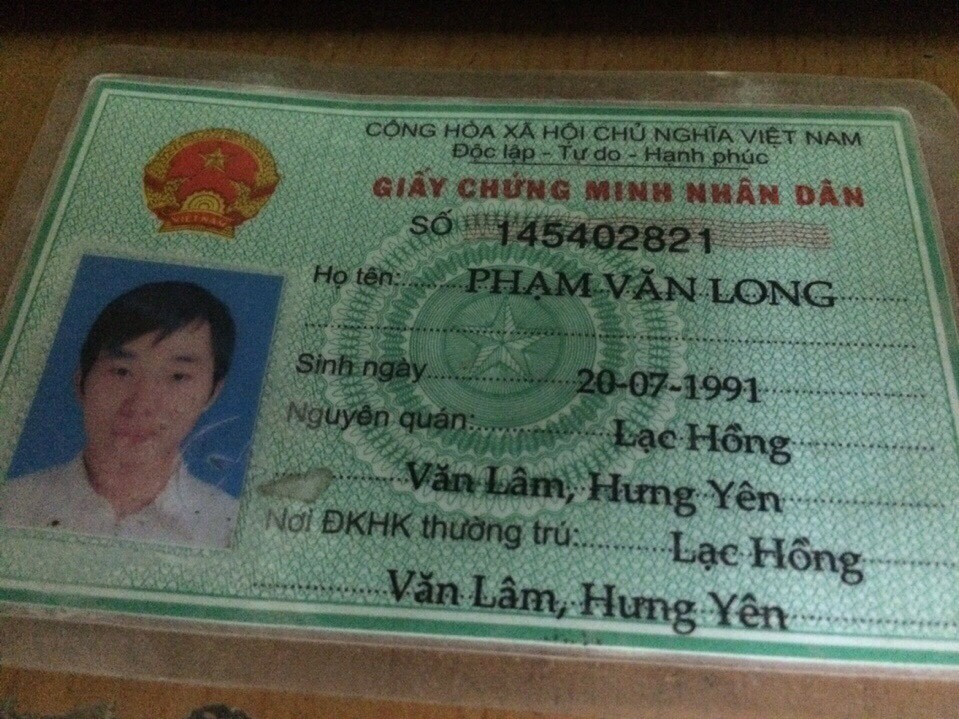 CỘNG HÒA XÃ HỘI CHỦ NGHĨA VIỆT NAM
Độc lập - Tự do - Hạnh phúc
GIẤY CHỨNG MINH NHÂN DÂN
SỐ 145402821
VIỆT NAM
Họ tên: PHẠM VĂN LONG
Sinh ngày 20-07-1991
Nguyên quán: Lạc Hồng
Văn Lâm, Hưng Yên
Nơi ĐKHK thường trú: Lạc Hồng
Văn Lâm, Hưng Yên